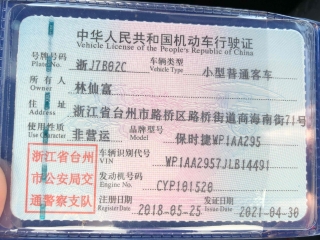 中华人民共和国机动车行驶证
Vehicle License of the People's Republic of China
号牌号码 浙J7B02C 车辆类型 小型普通客车
Plate No. Vehicle Type
所有人 林仙富
Owner
住址 浙江省台州市路桥区路桥街道商海南街71号
Address
使用性质 非营运 品牌型号 保时捷WP1AA295
Use Character Model
浙江省台州
市公安局交
通警察支队
车辆识别代号 WP1AA2957JLB14491
VIN
发动机号码 CYP101520
Engine No.
注册日期 2018-05-25 发证日期 2021-04-30
Register Date Issue Date